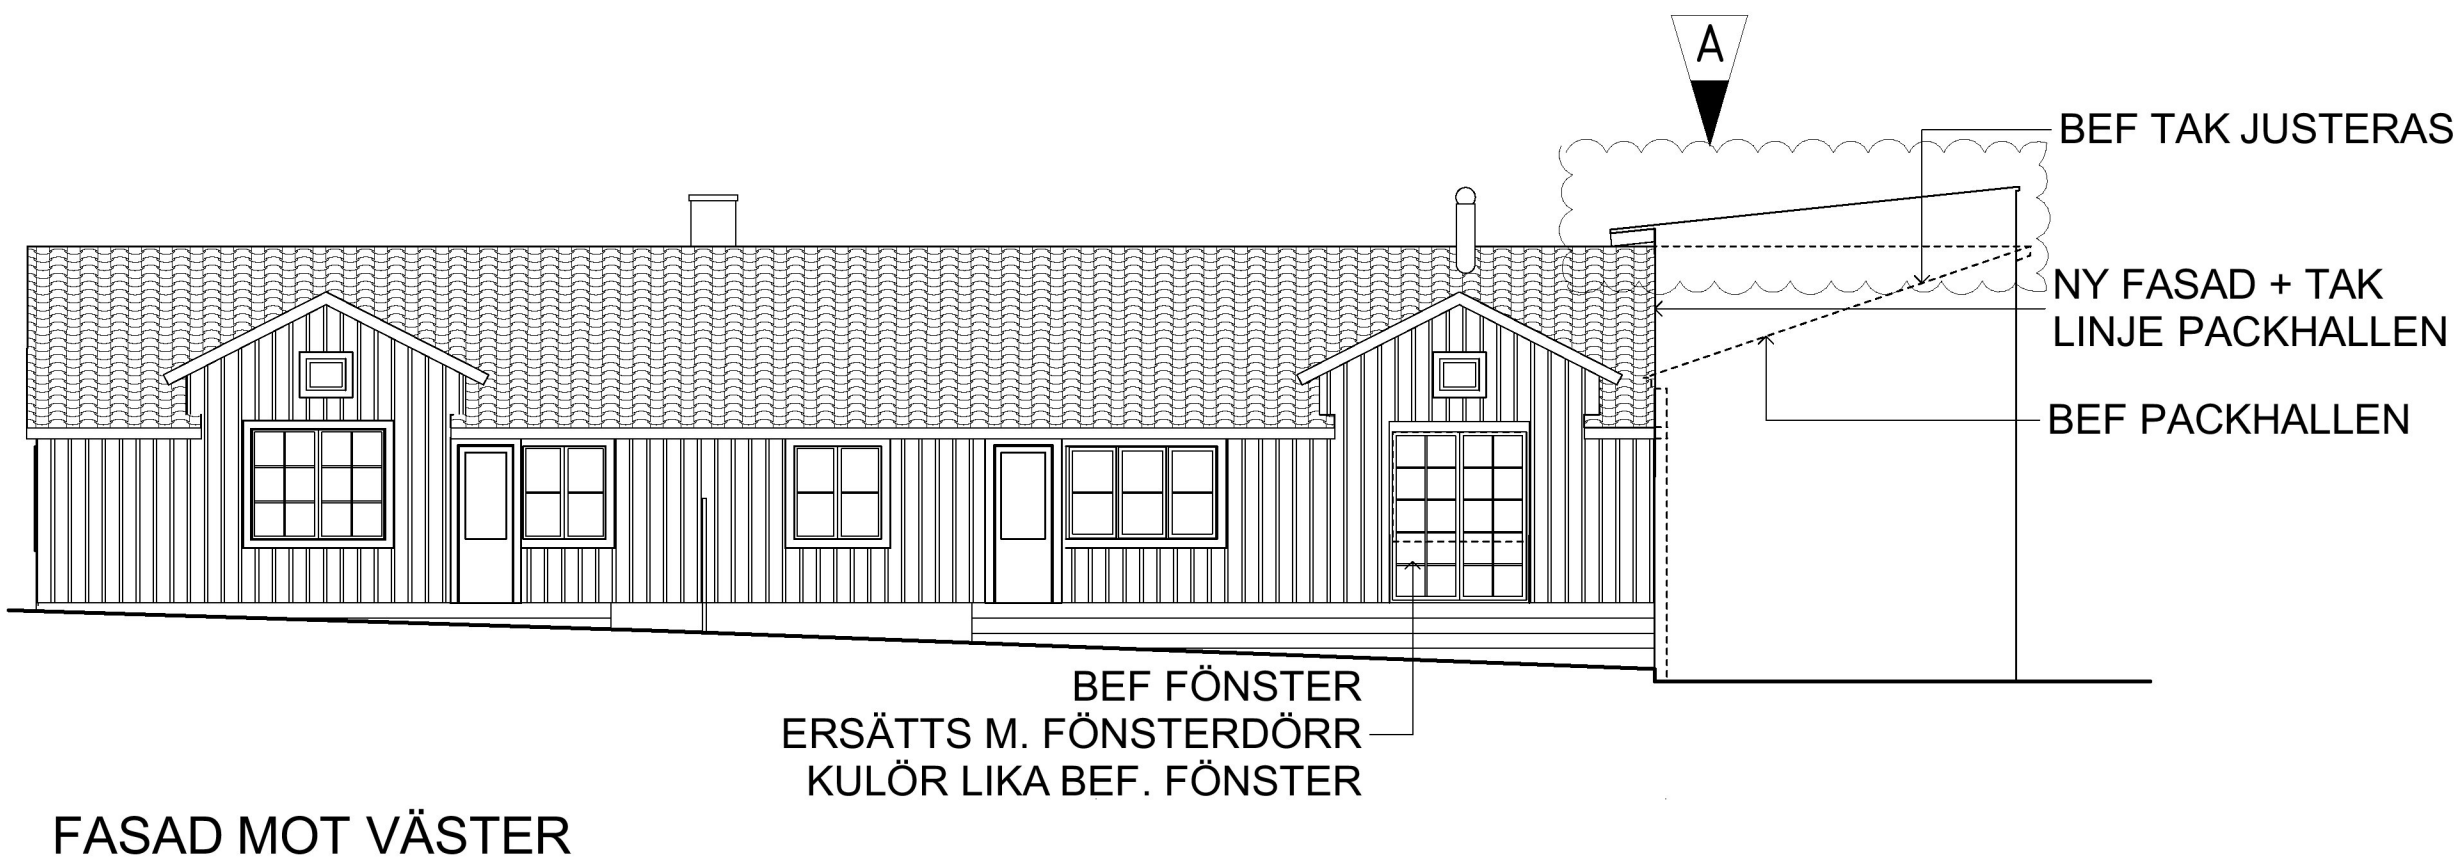 A
BEF TAK JUSTERAS
NY FASAD + TAK
LINJE PACKHALLEN
BEF PACKHALLEN
BEF FÖNSTER
ERSÄTTS M. FÖNSTERDÖRR
KULÖR LIKA BEF. FÖNSTER
FASAD MOT VÄSTER